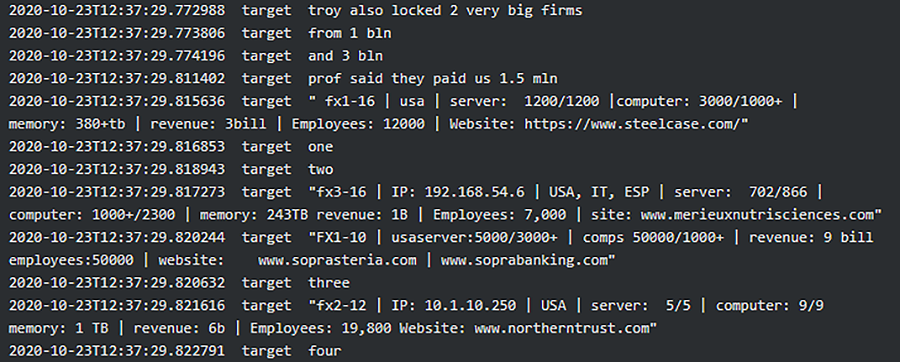 2020-10-23T12:37:29.772988  target  troy also locked 2 very big firms
2020-10-23T12:37:29.773806  target  from 1 bln
2020-10-23T12:37:29.774196  target  and 3 bln
2020-10-23T12:37:29.811402  target  prof said they paid us 1.5 mln
2020-10-23T12:37:29.815636  target  " fx1-16 | usa | server:  1200/1200 |computer: 3000/1000+ |
memory: 380+tb | revenue: 3bill | Employees: 12000 | Website: https://www.steelcase.com/"
2020-10-23T12:37:29.816853  target  one
2020-10-23T12:37:29.818943  target  two
2020-10-23T12:37:29.817273  target  "fx3-16 | IP: 192.168.54.6 | USA, IT, ESP | server:  702/866 |
computer: 1000+/2300 | memory: 243TB revenue: 1B | Employees: 7,000 | site: www.merieuxnutrisciences.com"
2020-10-23T12:37:29.820244  target  "FX1-10 | usaserver:5000/3000+ | comps 50000/1000+ | revenue: 9 bill
employees:50000 | website:    www.soprasteria.com | www.soprabanking.com"
2020-10-23T12:37:29.820632  target  three
2020-10-23T12:37:29.821616  target  "fx2-12 | IP: 10.1.10.250 | USA | server:  5/5 | computer: 9/9
memory: 1 TB | revenue: 6b | Employees: 19,800 Website: www.northerntrust.com"
2020-10-23T12:37:29.822791  target  four